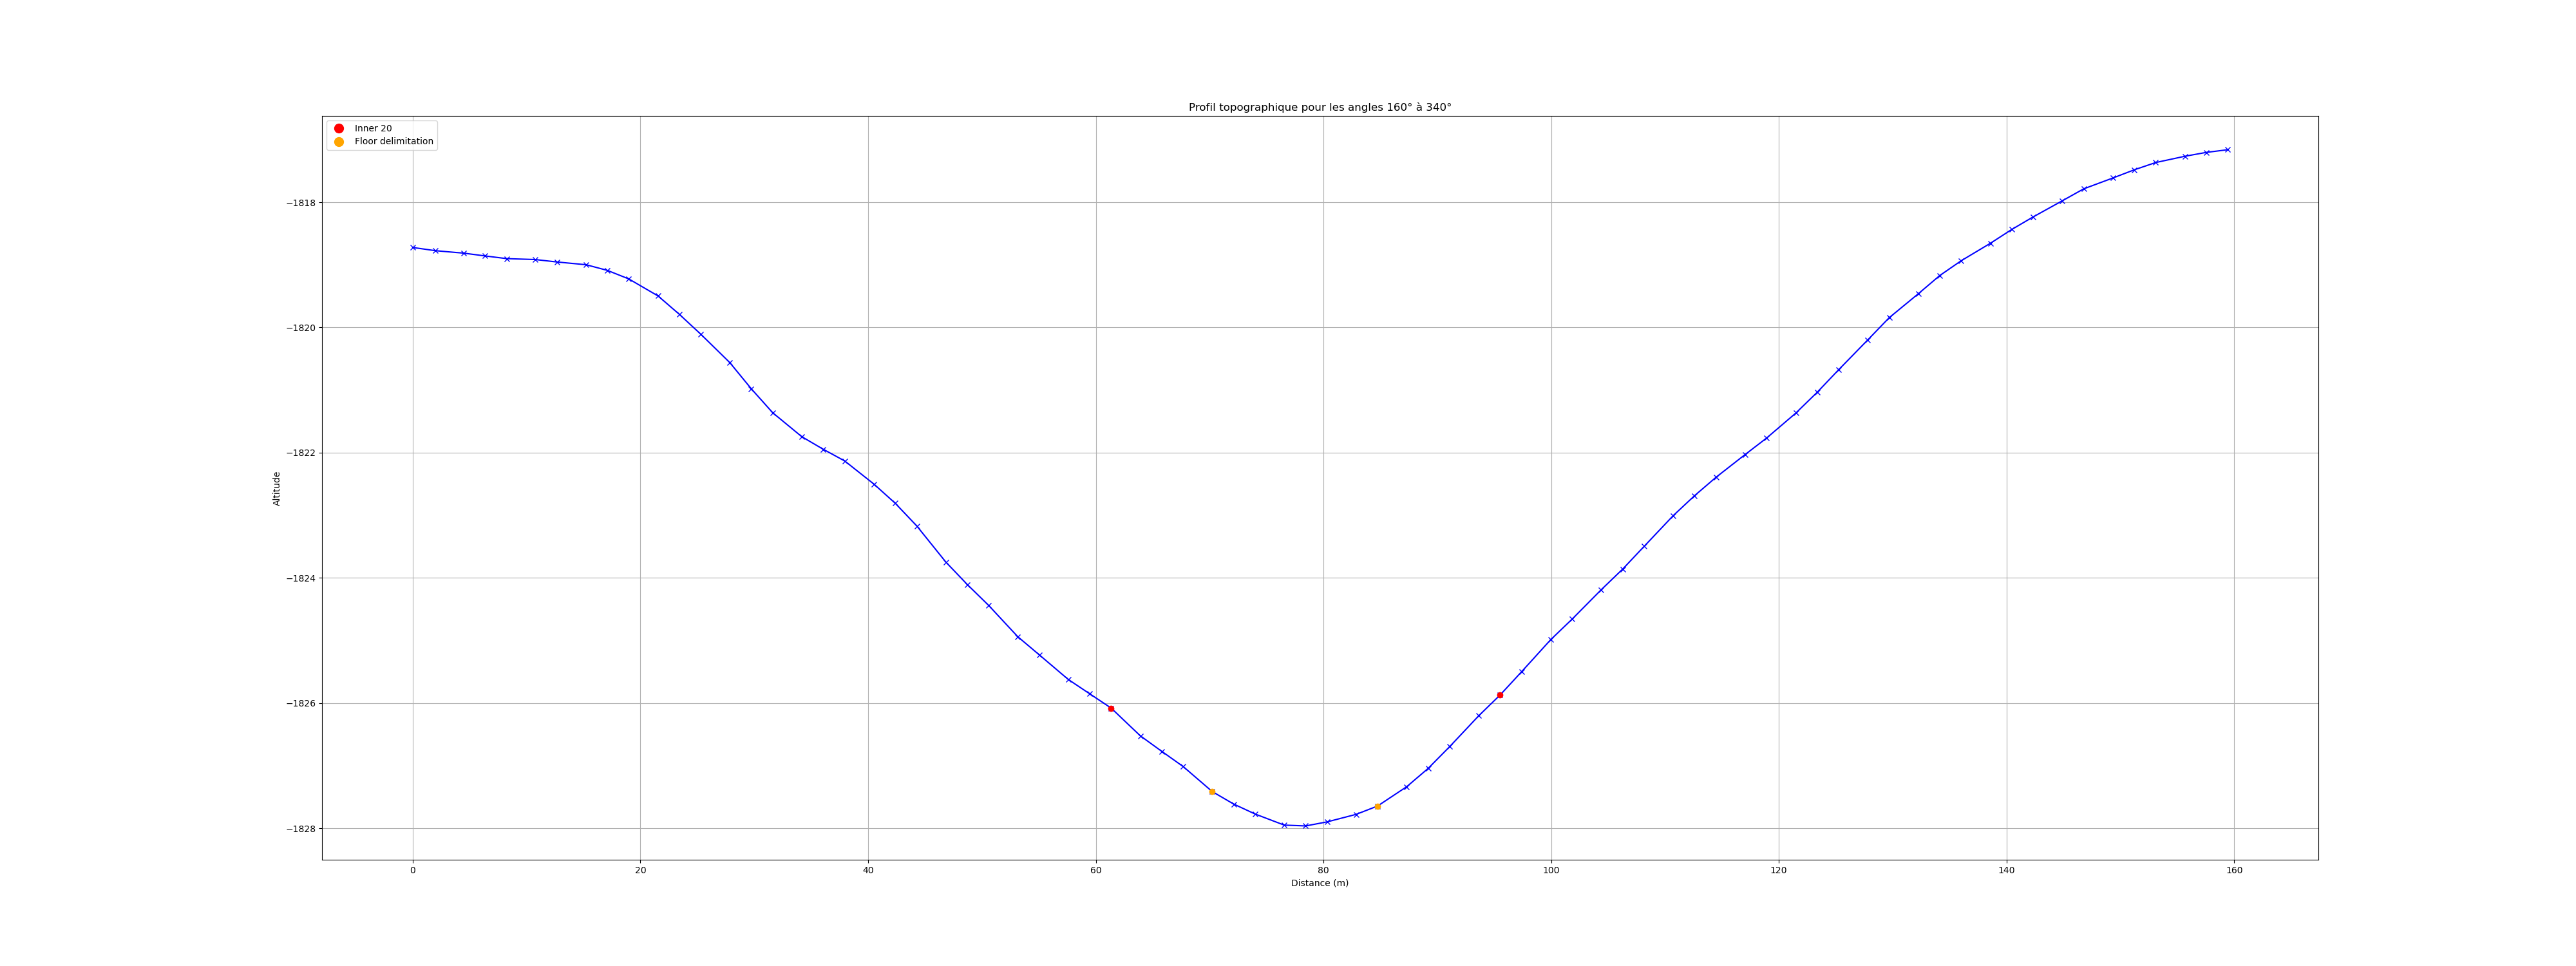 Profil topographique pour les angles 160° à 340°
Inner 20
Floor delimitation
−1818
−1820
−1822
−1824
−1826
−1828
Altitude
0 20 40 60 80 100 120 140 160
Distance (m)